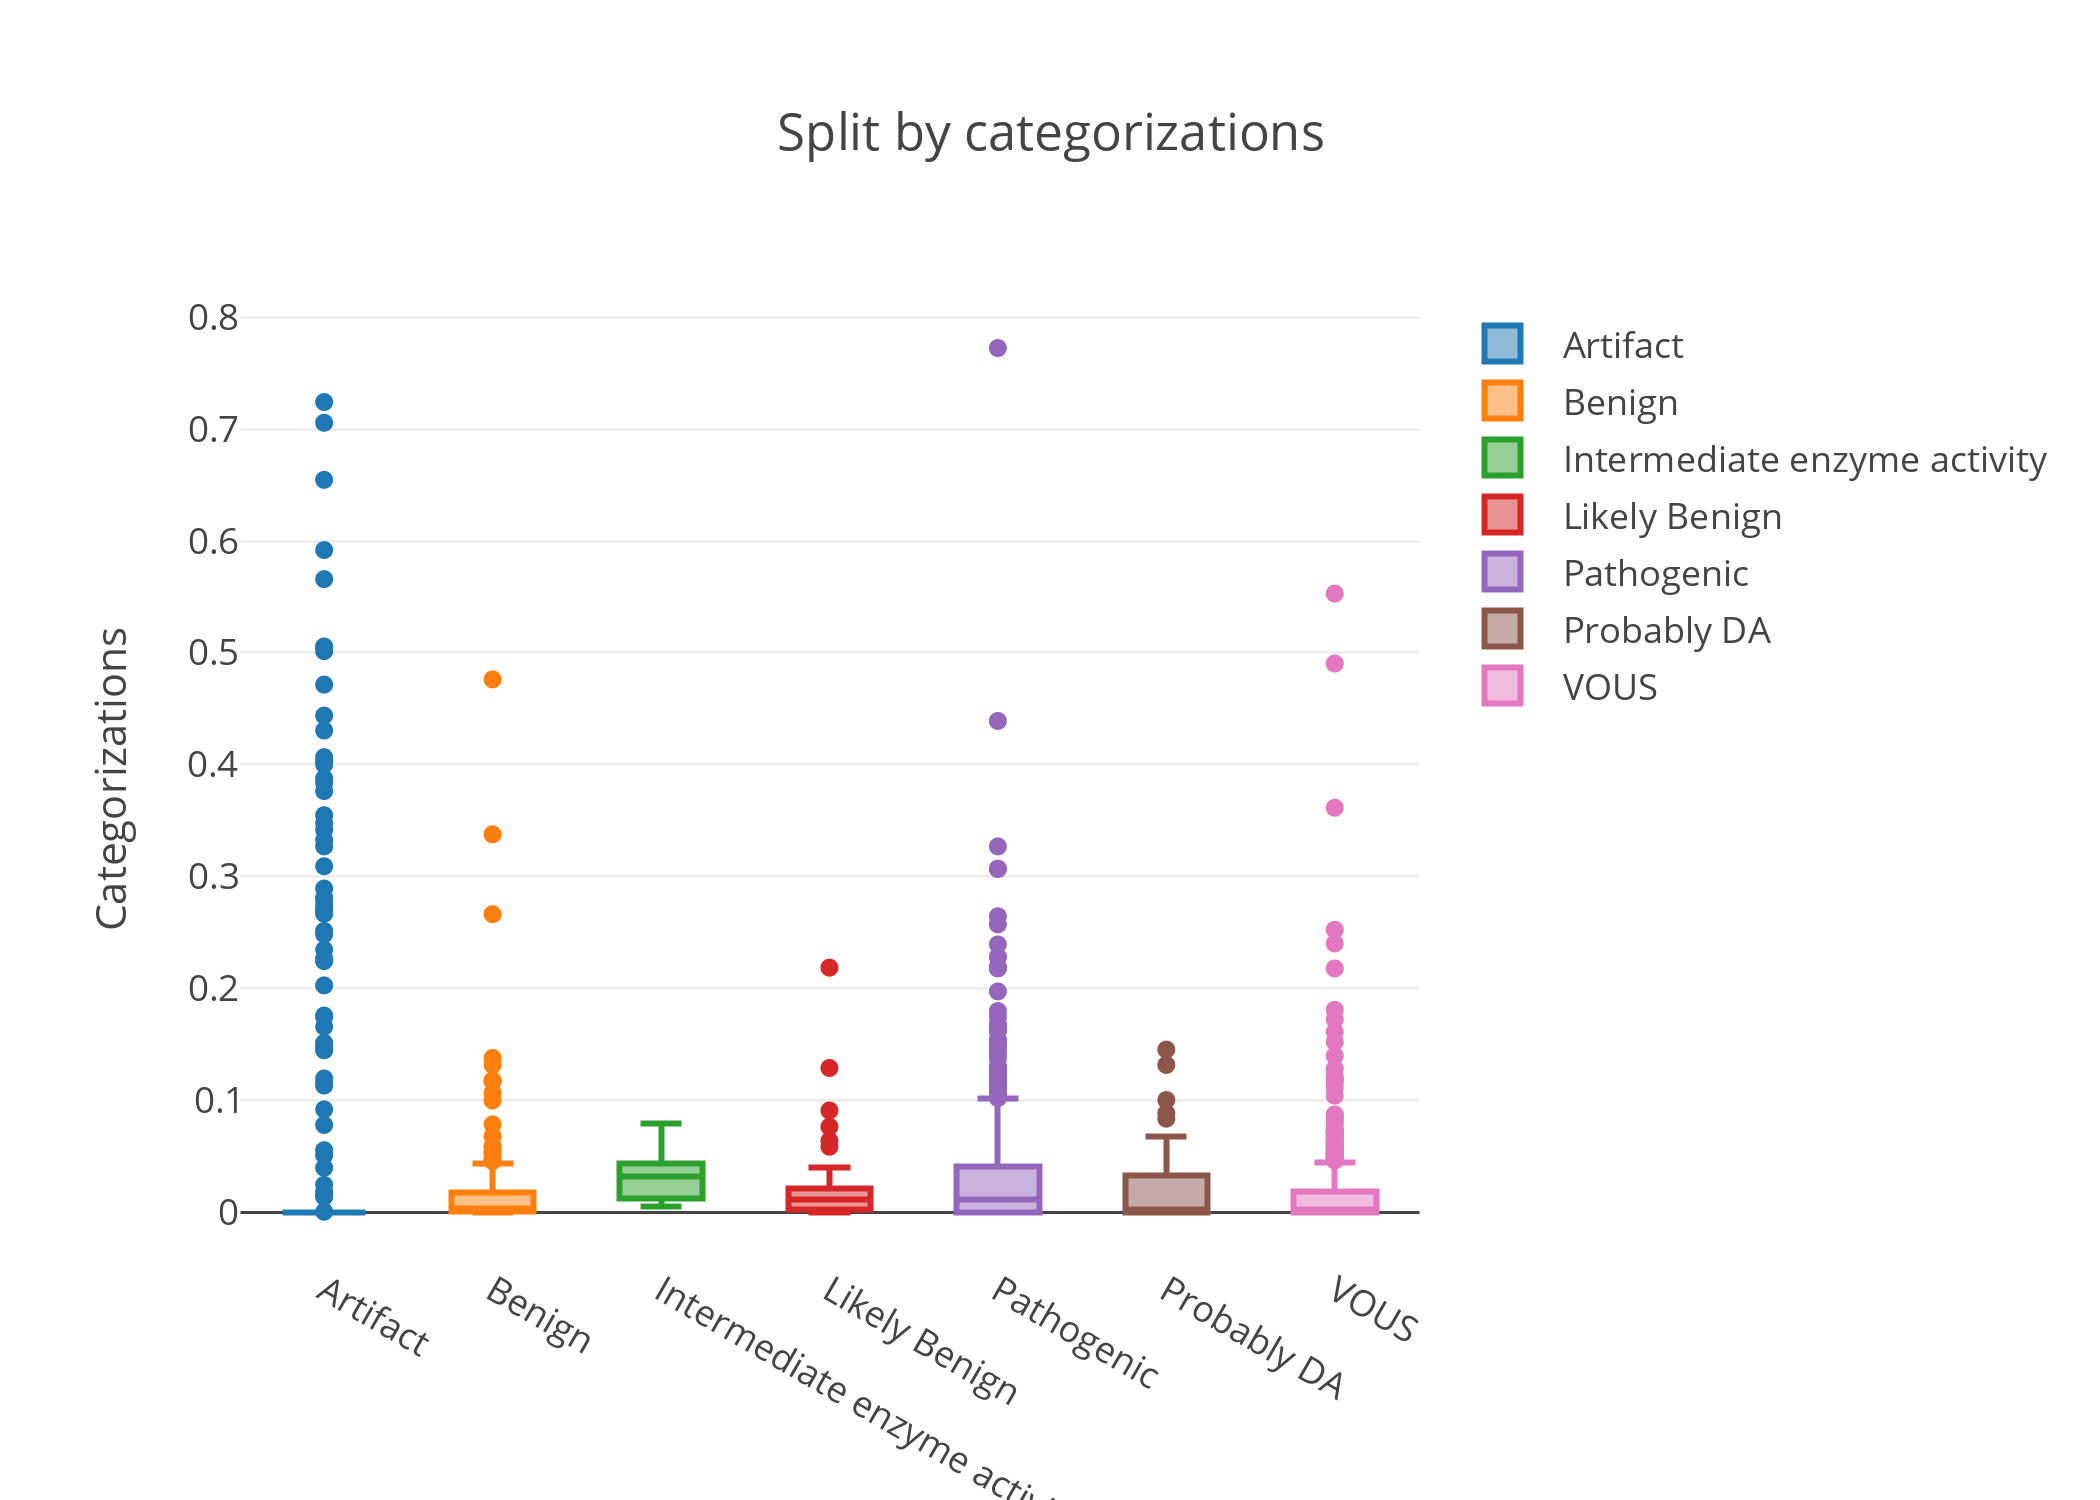 Split by categorizations
Categorizations
0.8
0.7
0.6
0.5
0.4
0.3
0.2
0.1
0
Artifact
Benign
Intermediate enzyme activi
Likely Benign
Pathogenic
Probably DA
VOUS
Artifact
Benign
Intermediate enzyme activity
Likely Benign
Pathogenic
Probably DA
VOUS